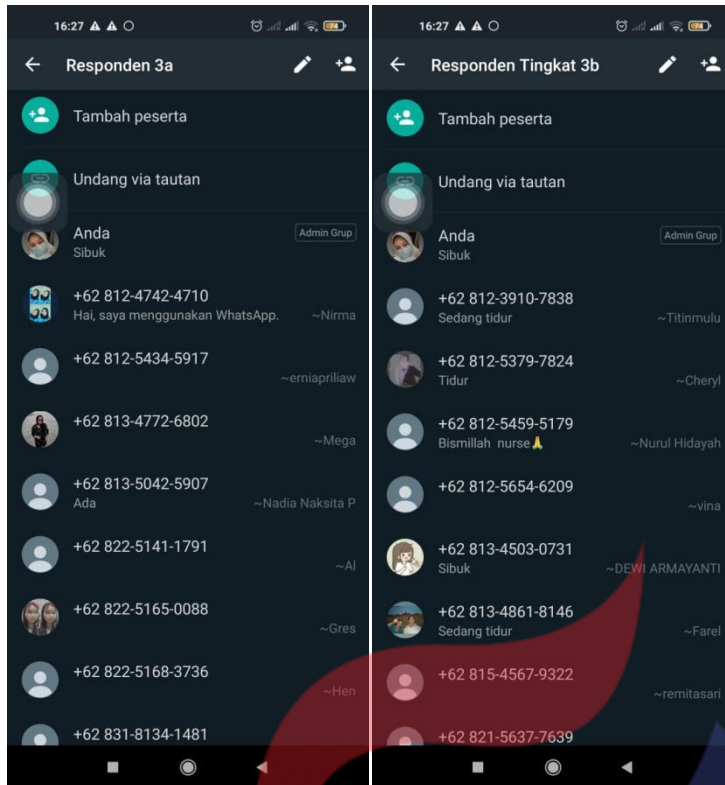 16:27
74
Responden 3a
Tambah peserta
Undang via tautan
Anda
Admin Grup
Sibuk
+62 812-4742-4710
Hai, saya menggunakan WhatsApp.
~Nirma
+62 812-5434-5917
~erniapriliaw
+62 813-4772-6802
~Mega
+62 813-5042-5907
Ada
~Nadia Naksita P
+62 822-5141-1791
~Al
+62 822-5165-0088
~Gres
+62 822-5168-3736
~Hen
+62 831-8134-1481
16:27
74
Responden Tingkat 3b
Tambah peserta
Undang via tautan
Anda
Admin Grup
Sibuk
+62 812-3910-7838
Sedang tidur
~Titinmulu
+62 812-5379-7824
Tidur
~Cheryl
+62 812-5459-5179
Bismillah nurse🙏
~Nurul Hidayah
+62 812-5654-6209
~vina
+62 813-4503-0731
Sibuk
~DEWI ARMAYANTI
+62 813-4861-8146
Sedang tidur
~Farel
+62 815-4567-9322
~remitasari
+62 821-5637-7639